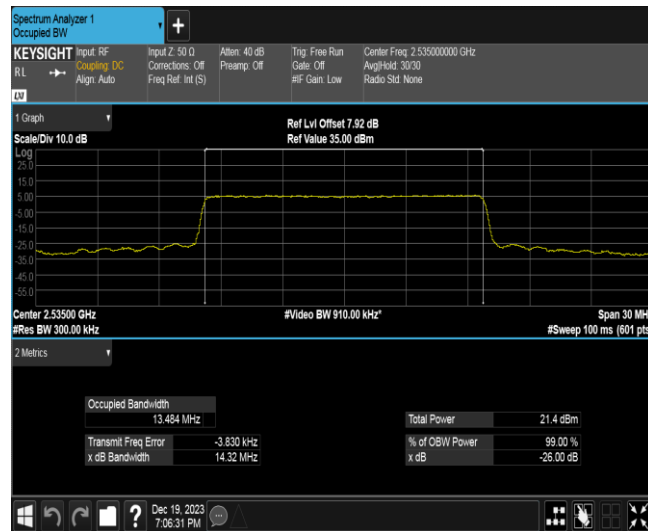 Spectrum Analyzer 1
Occupied BW
KEYSIGHT
RL
LXI
Input: RF
Coupling: DC
Align: Auto
Input Z: 50 Ω
Corrections: Off
Freq Ref: Int (S)
Atten: 40 dB
Preamp: Off
Trig: Free Run
Gate: Off
#IF Gain: Low
Center Freq: 2.535000000 GHz
Avg|Hold: 30/30
Radio Std: None
1 Graph
Scale/Div 10.0 dB
Ref Lvl Offset 7.92 dB
Ref Value 35.00 dBm
Log
25.0
15.0
5.00
-5.00
-15.0
-25.0
-35.0
-45.0
-55.0
Center 2.53500 GHz
#Res BW 300.00 kHz
#Video BW 910.00 kHz*
Span 30 MH
#Sweep 100 ms (601 pts
2 Metrics
Occupied Bandwidth
13.484 MHz
Transmit Freq Error -3.830 kHz
x dB Bandwidth 14.32 MHz
Total Power 21.4 dBm
% of OBW Power 99.00 %
x dB -26.00 dB
?
Dec 19, 2023
7:06:31 PM